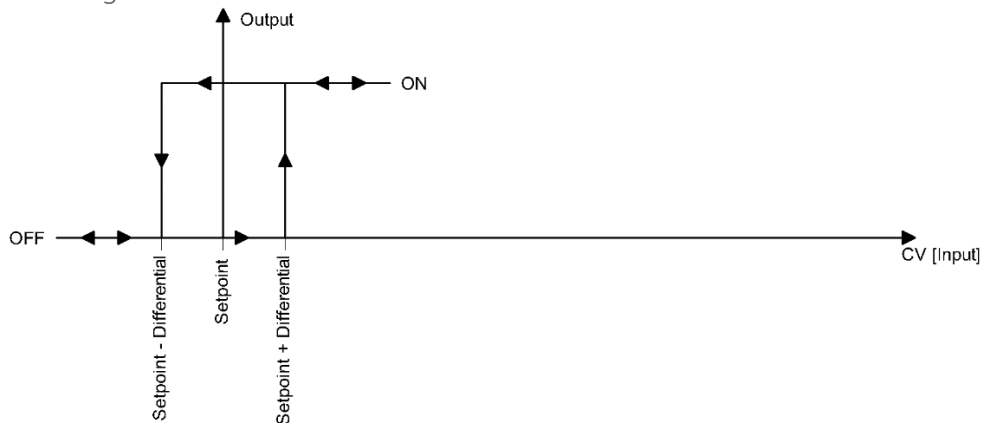 Output
ON
OFF
CV [Input]
Setpoint - Differential
Setpoint
Setpoint + Differential